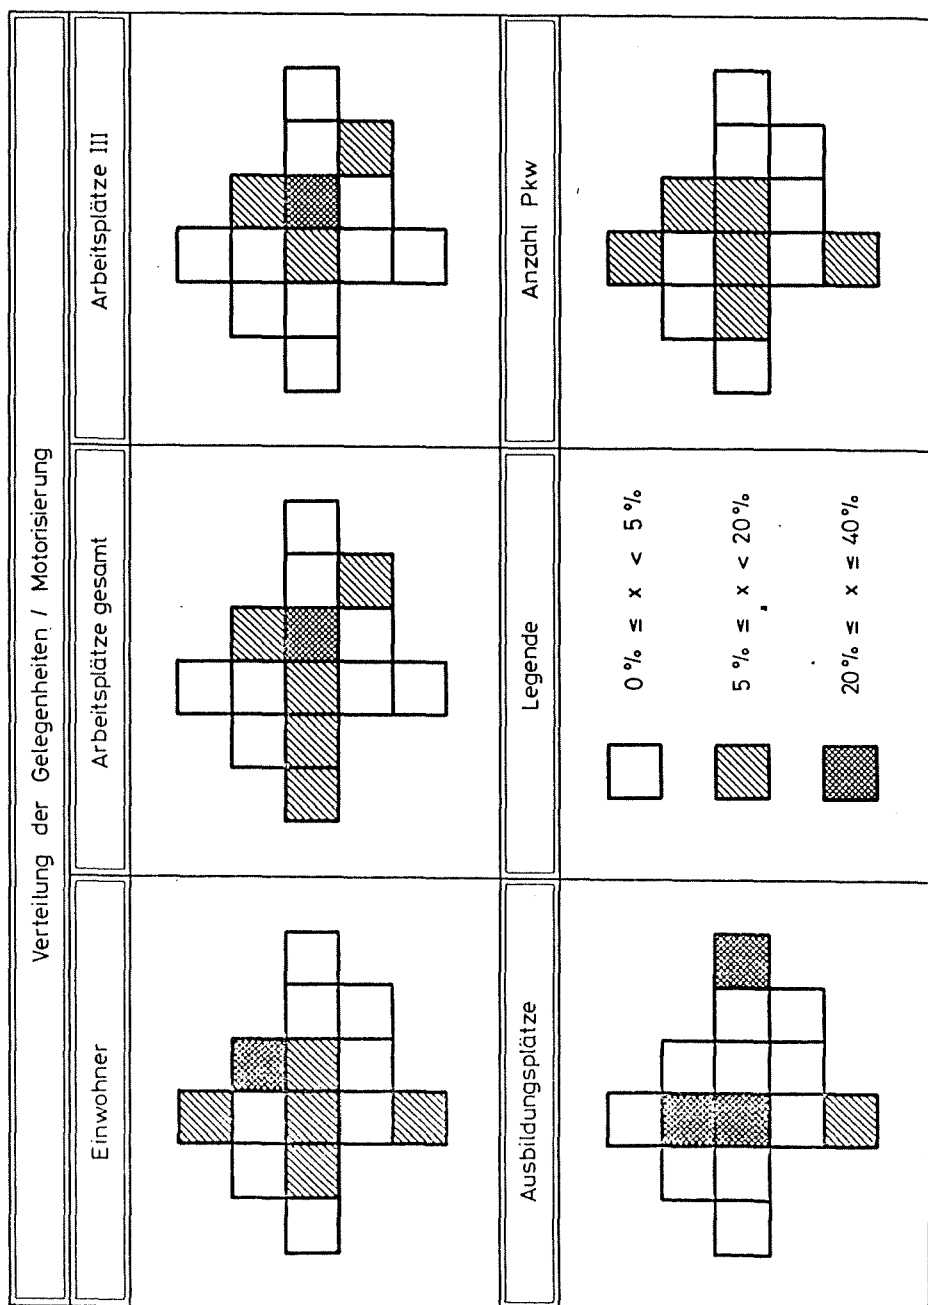 Verteilung der Gelegenheiten / Motorisierung
Einwohner
Arbeitsplätze gesamt
Arbeitsplätze III
Ausbildungsplätze
Legende
0% ≤ x < 5%
5% ≤ x < 20%
20% ≤ x ≤ 40%
Anzahl Pkw